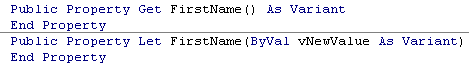 Public Property Get FirstName() As Variant
End Property
Public Property Let FirstName(ByVal vNewValue As Variant)
End Property